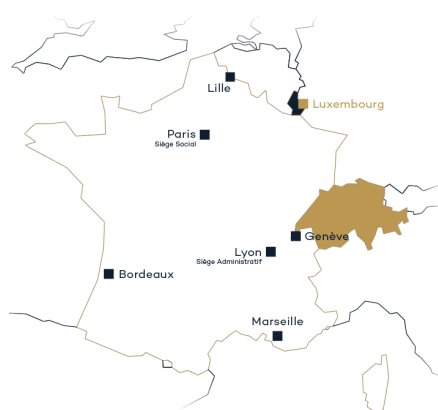 Lille
Luxembourg
Paris
Siège Social
Genève
Lyon
Siège Administratif
Bordeaux
Marseille